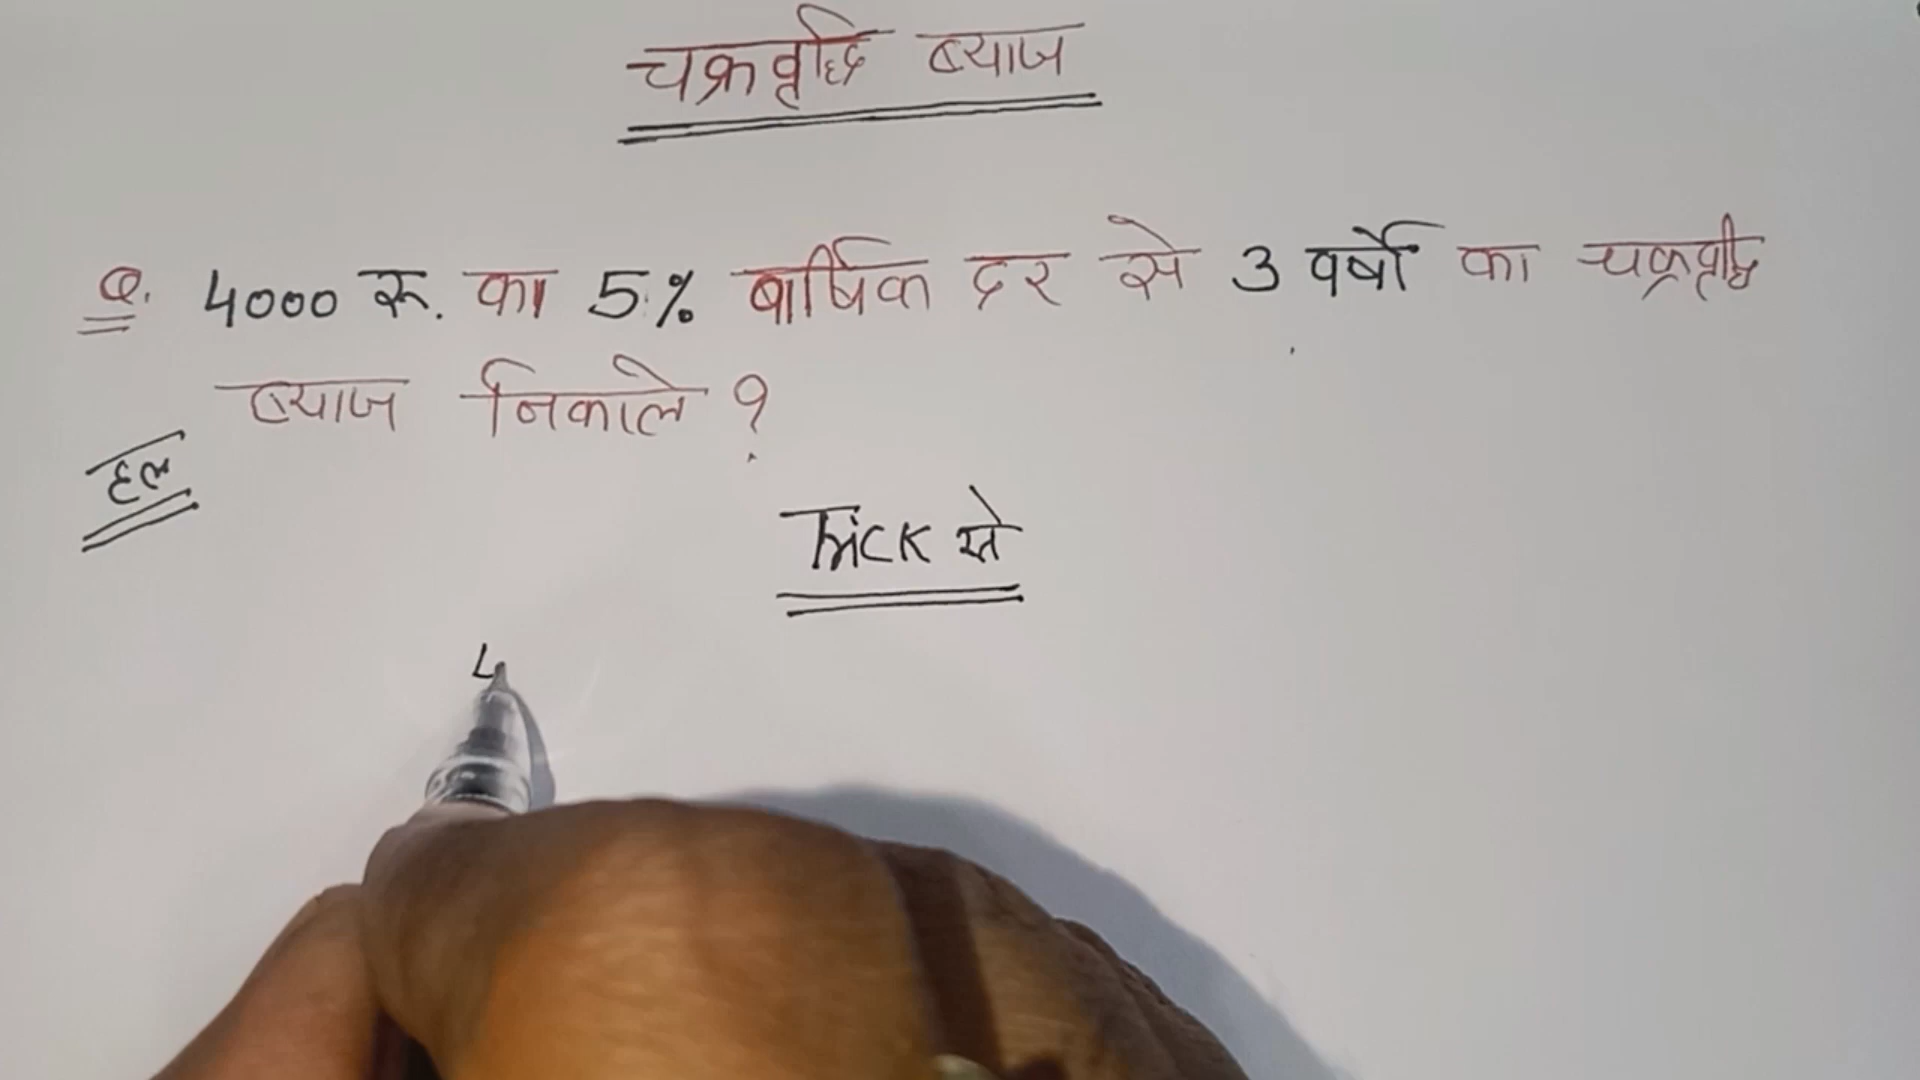 चक्रवृद्धि ब्याज
Q. 4000 रू. का 5% बार्षिक दर से 3 वर्षो का चक्रवृद्धि
ब्याज निकाले ?
हल
Trick से
4